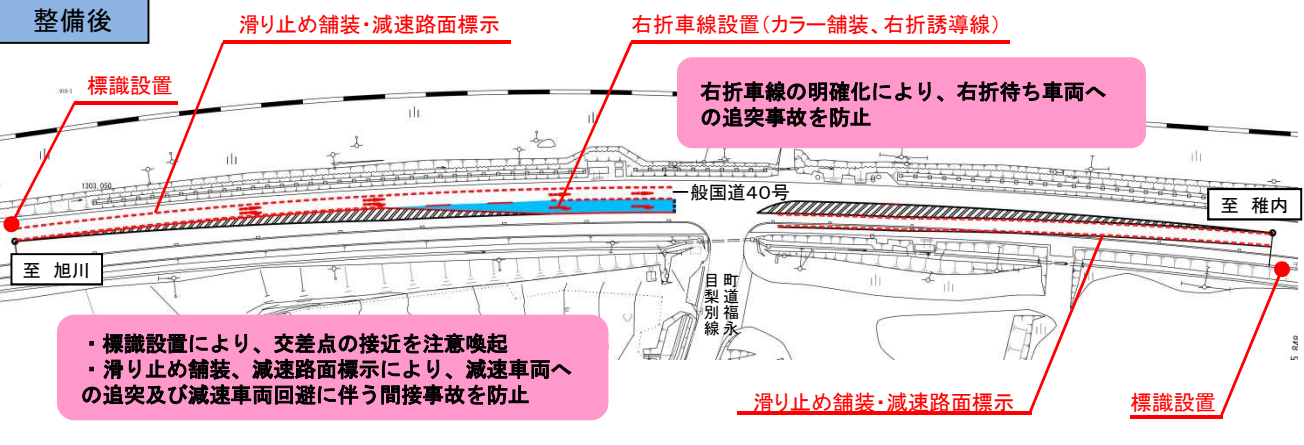 整備後
滑り止め舗装・減速路面標示
右折車線設置(カラー舗装、右折誘導線)
標識設置
右折車線の明確化により、右折待ち車両へ
の追突事故を防止
1303.050
一般国道40号
至 稚内
至 旭川
町道福永
目梨別線
・標識設置により、交差点の接近を注意喚起
・滑り止め舗装、減速路面標示により、減速車両へ
の追突及び減速車両回避に伴う間接事故を防止
滑り止め舗装・減速路面標示
標識設置